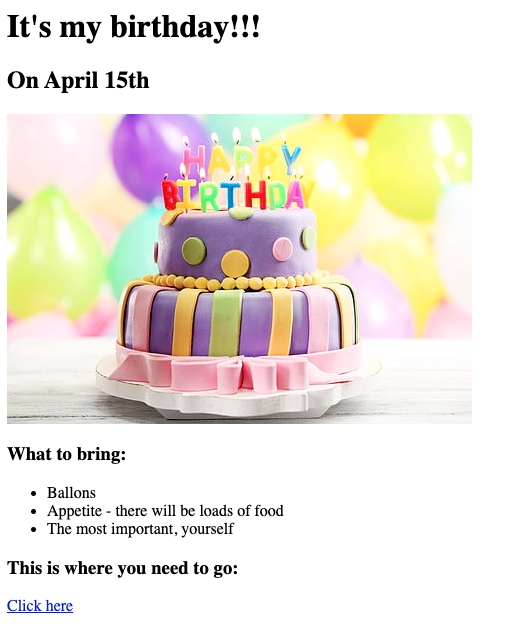 It's my birthday!!!
On April 15th
HAPPY
BIRTHDAY
What to bring:
Ballons
Appetite - there will be loads of food
The most important, yourself
This is where you need to go:
Click here